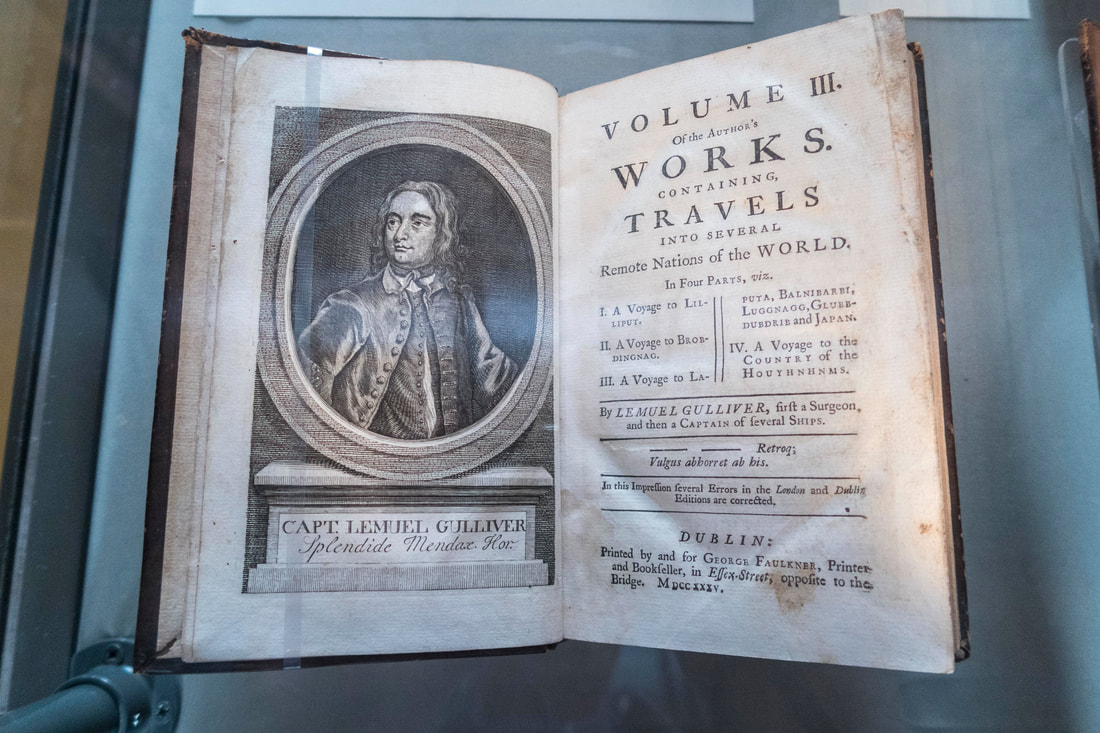 CAPT. LEMUEL GULLIVER
Splendide Mendax. Hor.
VOLUME III.
Of the AUTHOR's
WORKS.
CONTAINING,
TRAVELS
INTO SEVERAL
Remote Nations of the WORLD.
In Four PARTS, viz.
I. A Voyage to LIL-
LIPUT.
II. A Voyage to BROB-
DINGNAG.
III. A Voyage to LA-
PUTA, BALNIBARBI,
LUGGNAGG, GLUBB-
DUBDRIB and JAPAN.
IV. A Voyage to the
COUNTRY of the
HOUYHNHNMS.
By LEMUEL GULLIVER, firſt a Surgeon,
and then a CAPTAIN of ſeveral SHIPS.
Retroq;
Vulgus abhorret ab his.
In this Impreſſion ſeveral Errors in the London and Dublin
Editions are corrected.
DUBLIN:
Printed by and for GEORGE FAULKNER, Printer
and Bookſeller, in Eſſex-Street, oppoſite to the
Bridge. MDCCXXXV.